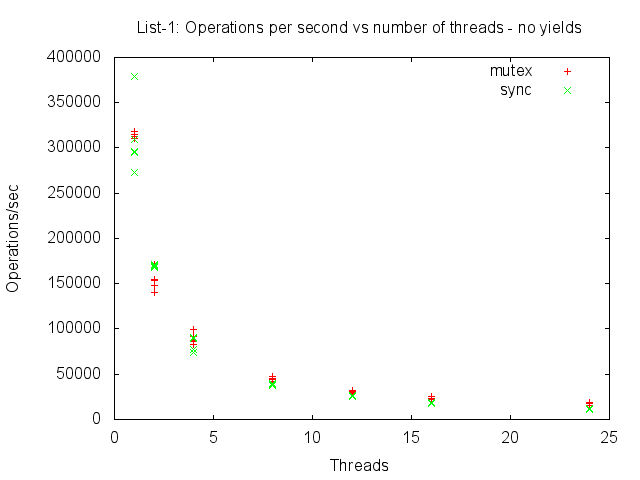 List-1: Operations per second vs number of threads - no yields
400000
350000
300000
250000
200000
150000
100000
50000
0
mutex
sync
Operations/sec
0 5 10 15 20 25
Threads